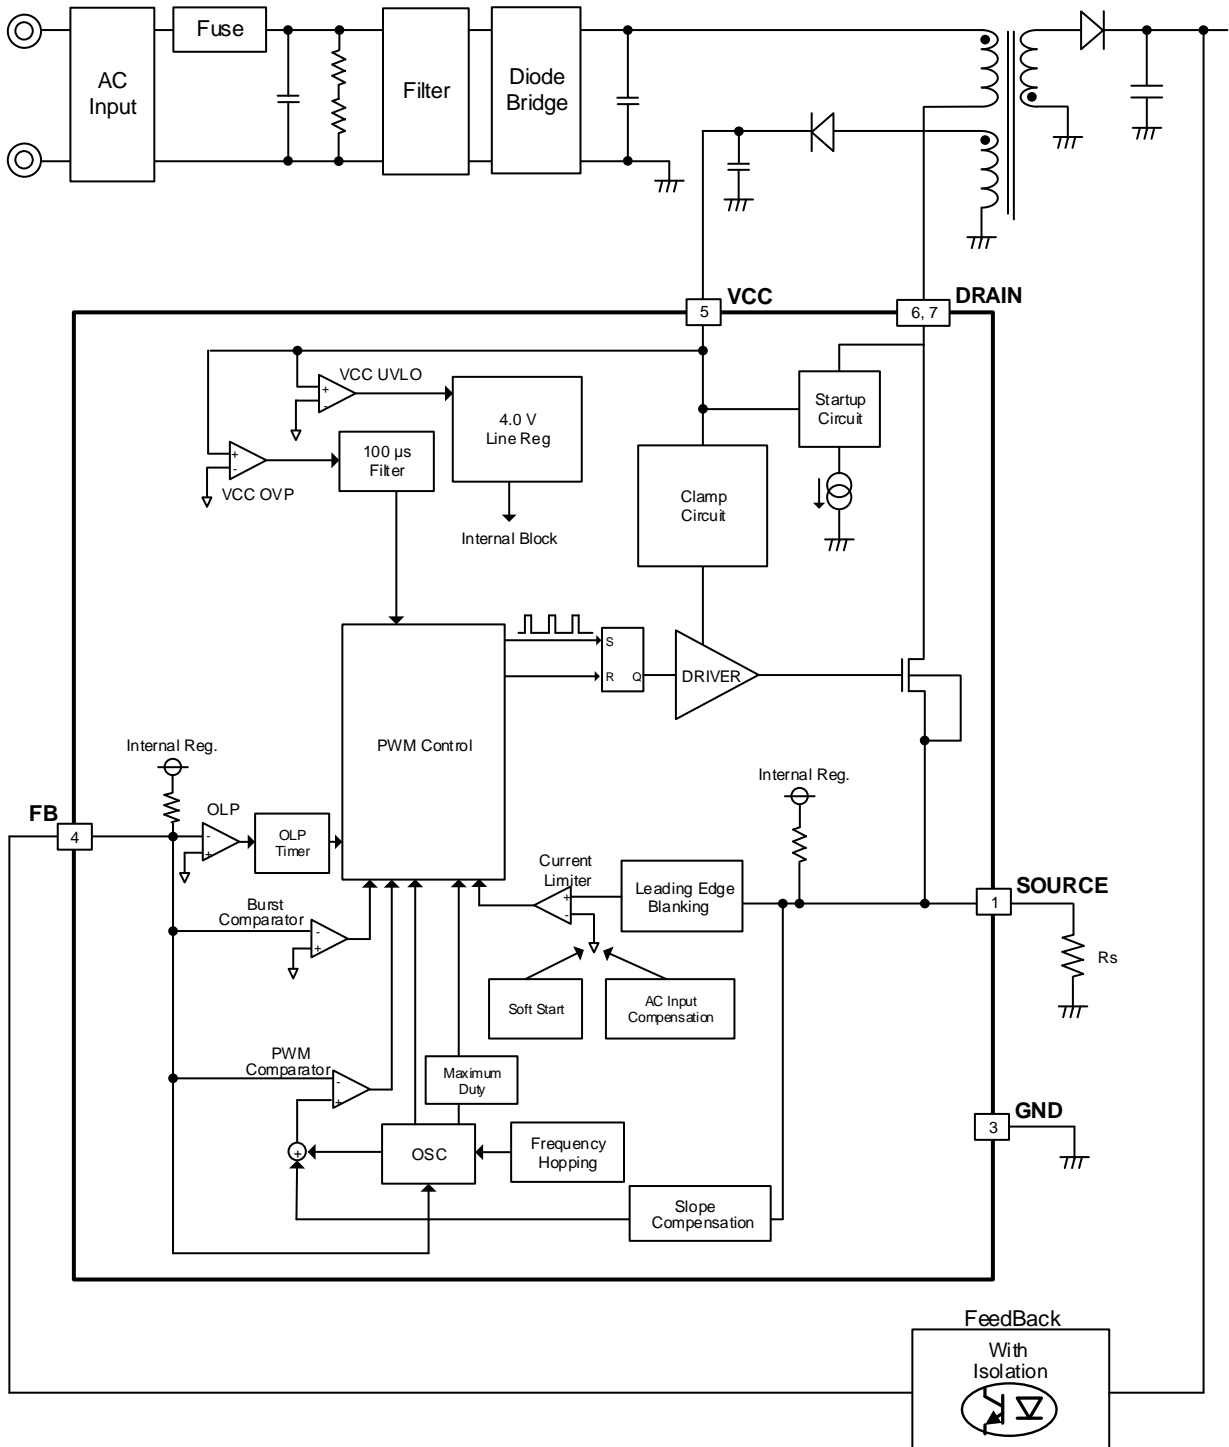 Fuse
AC
Input
Filter
Diode
Bridge
VCC
5
DRAIN
6, 7
VCC UVLO
+
-
4.0 V
Line Reg
Startup
Circuit
+
-
VCC OVP
100 µs
Filter
Internal Block
Clamp
Circuit
S
R
Q
DRIVER
PWM Control
Internal Reg.
Internal Reg.
FB
4
OLP
-
+
OLP
Timer
Current
Limiter
+
-
Leading Edge
Blanking
SOURCE
1
Rs
Burst
Comparator
-
+
Soft Start
AC Input
Compensation
PWM
Comparator
-
+
Maximum
Duty
GND
3
+
OSC
Frequency
Hopping
Slope
Compensation
FeedBack
With
Isolation